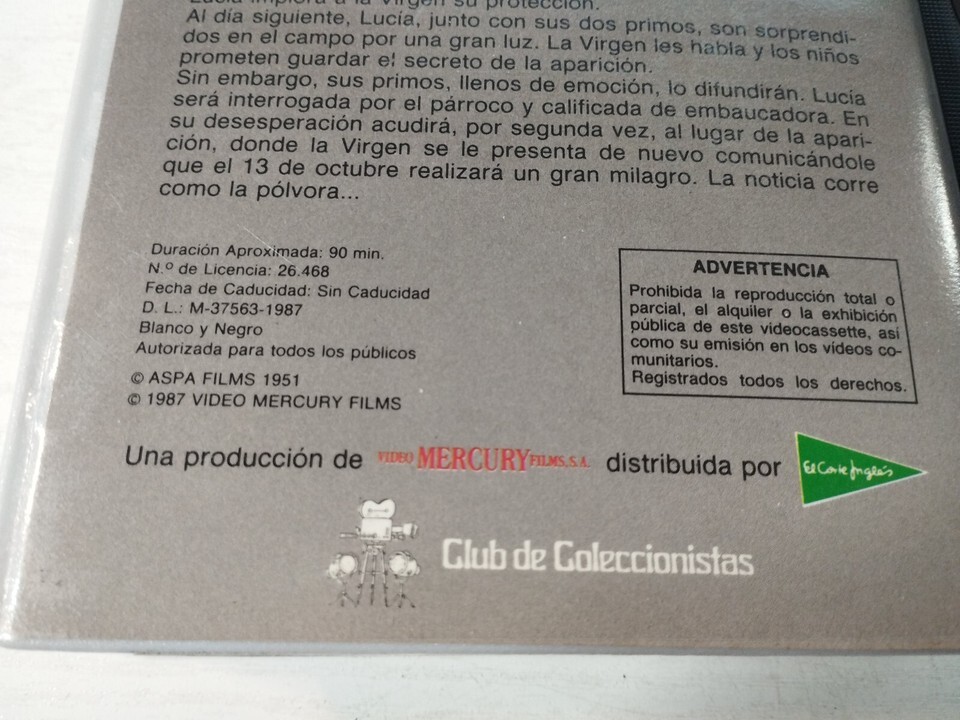 Lucía implora a la Virgen su protección.
Al día siguiente, Lucía, junto con sus dos primos, son sorprendi-
dos en el campo por una gran luz. La Virgen les habla y los niños
prometen guardar el secreto de la aparición.
Sin embargo, sus primos, llenos de emoción, lo difundirán. Lucía
será interrogada por el párroco y calificada de embaucadora. En
su desesperación acudirá, por segunda vez, al lugar de la apari-
ción, donde la Virgen se le presenta de nuevo comunicándole
que el 13 de octubre realizará un gran milagro. La noticia corre
como la pólvora...
Duración Aproximada: 90 min.
N.º de Licencia: 26.468
Fecha de Caducidad: Sin Caducidad
D. L.: M-37563-1987
Blanco y Negro
Autorizada para todos los públicos
© ASPA FILMS 1951
© 1987 VIDEO MERCURY FILMS
ADVERTENCIA
Prohibida la reproducción total o
parcial, el alquiler o la exhibición
pública de este videocassette, así
como su emisión en los vídeos co-
munitarios.
Registrados todos los derechos.
Una producción de VIDEO MERCURY FILMS, S.A. distribuida por El Corte Inglés
Club de Coleccionistas